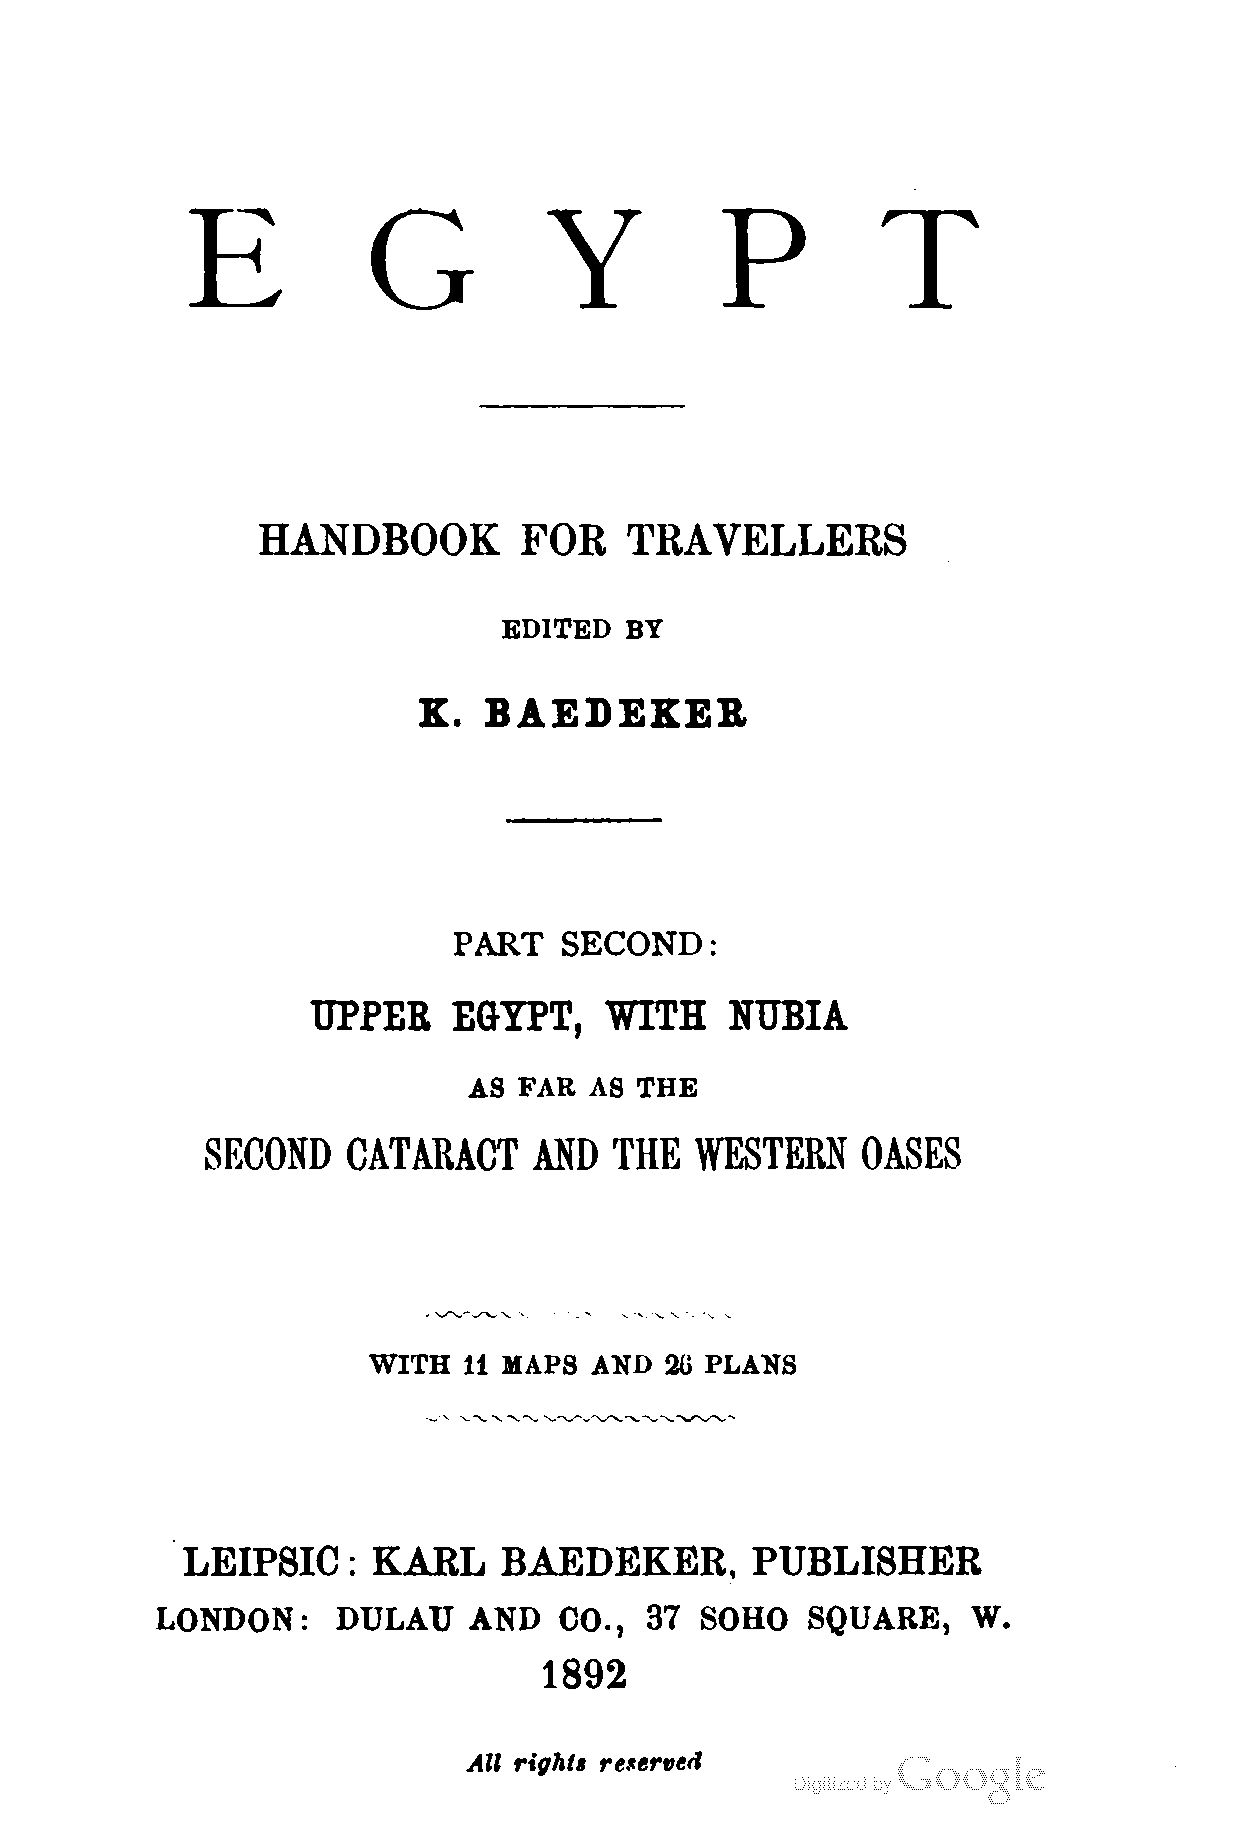 EGYPT
HANDBOOK FOR TRAVELLERS
EDITED BY
K. BAEDEKER
PART SECOND:
UPPER EGYPT, WITH NUBIA
AS FAR AS THE
SECOND CATARACT AND THE WESTERN OASES
WITH 11 MAPS AND 26 PLANS
LEIPSIC: KARL BAEDEKER, PUBLISHER
LONDON: DULAU AND CO., 37 SOHO SQUARE, W.
1892
All rights reserved
Digitized by Google